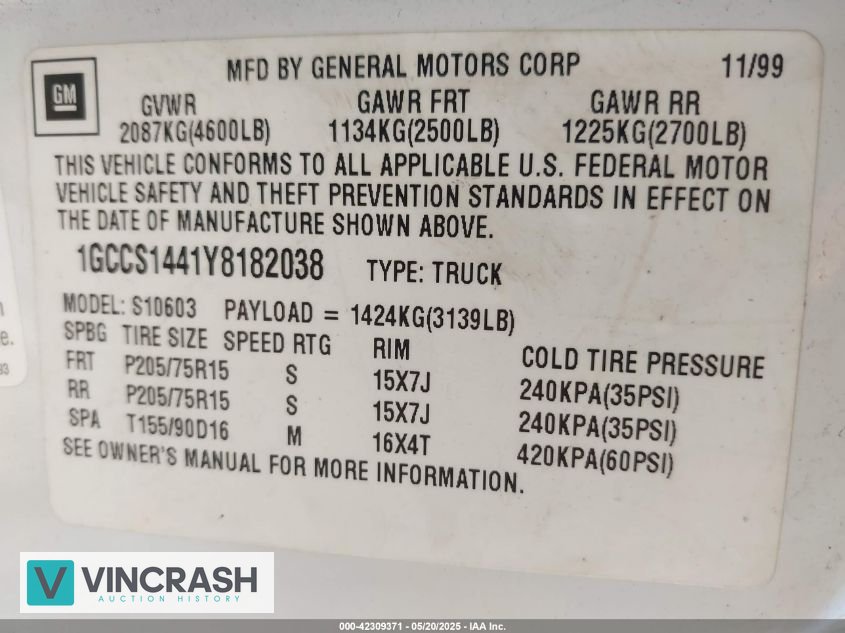 GM
MFD BY GENERAL MOTORS CORP 11/99
GVWR GAWR FRT GAWR RR
2087KG(4600LB) 1134KG(2500LB) 1225KG(2700LB)
THIS VEHICLE CONFORMS TO ALL APPLICABLE U.S. FEDERAL MOTOR
VEHICLE SAFETY AND THEFT PREVENTION STANDARDS IN EFFECT ON
THE DATE OF MANUFACTURE SHOWN ABOVE.
1GCCS1441Y8182038 TYPE: TRUCK
MODEL: S10603 PAYLOAD = 1424KG(3139LB)
SPBG TIRE SIZE SPEED RTG RIM COLD TIRE PRESSURE
FRT P205/75R15 S 15X7J 240KPA(35PSI)
RR P205/75R15 S 15X7J 240KPA(35PSI)
SPA T155/90D16 M 16X4T 420KPA(60PSI)
SEE OWNER'S MANUAL FOR MORE INFORMATION.
VINCRASH
AUCTION HISTORY
000-42309371 - 05/20/2025 - IAA Inc.